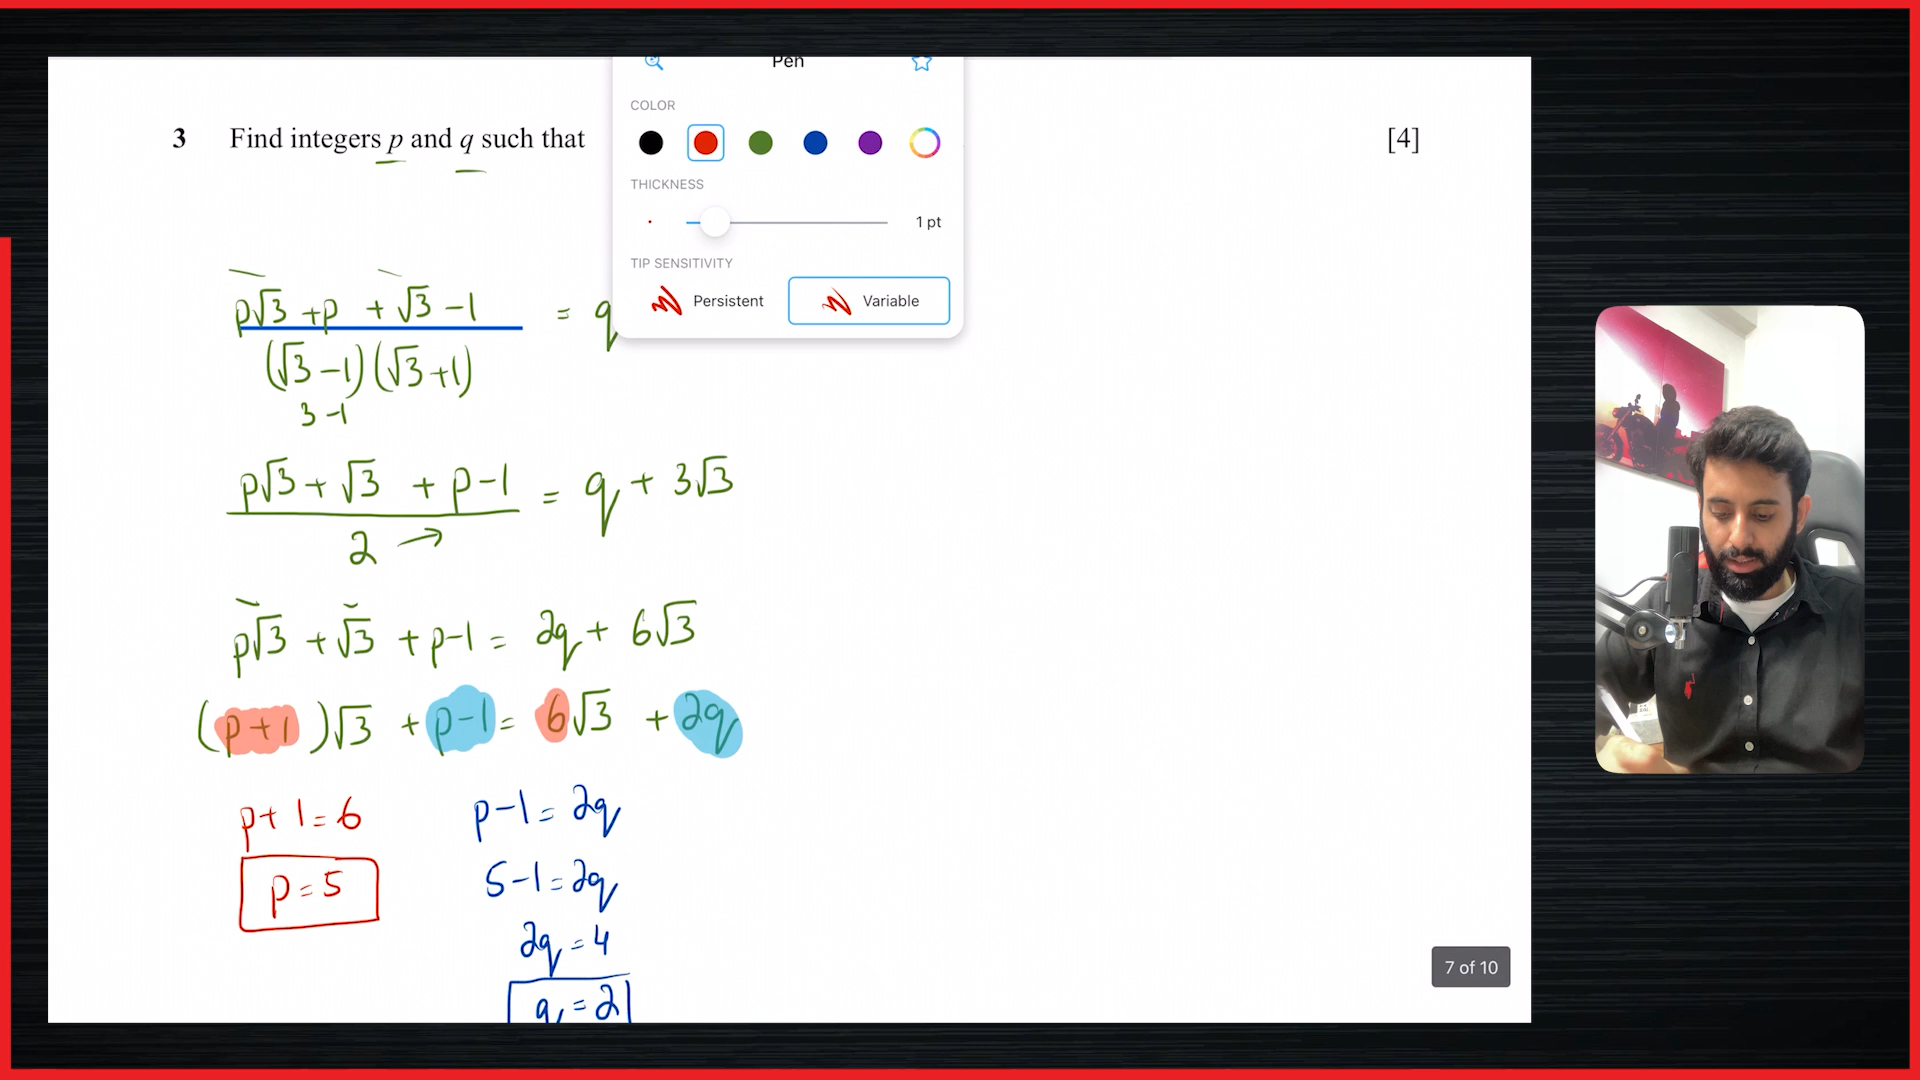 Pen
COLOR
THICKNESS
1 pt
TIP SENSITIVITY
Persistent
Variable
3 Find integers p and q such that [4]
p√3 + p + √3 - 1 = q
(√3 - 1)(√3 + 1)
3 - 1
p√3 + √3 + p - 1 = q + 3√3
2 →
p√3 + √3 + p - 1 = 2q + 6√3
(p + 1)√3 + p - 1 = 6√3 + 2q
p + 1 = 6
p = 5
p - 1 = 2q
5 - 1 = 2q
2q = 4
q = 2
7 of 10